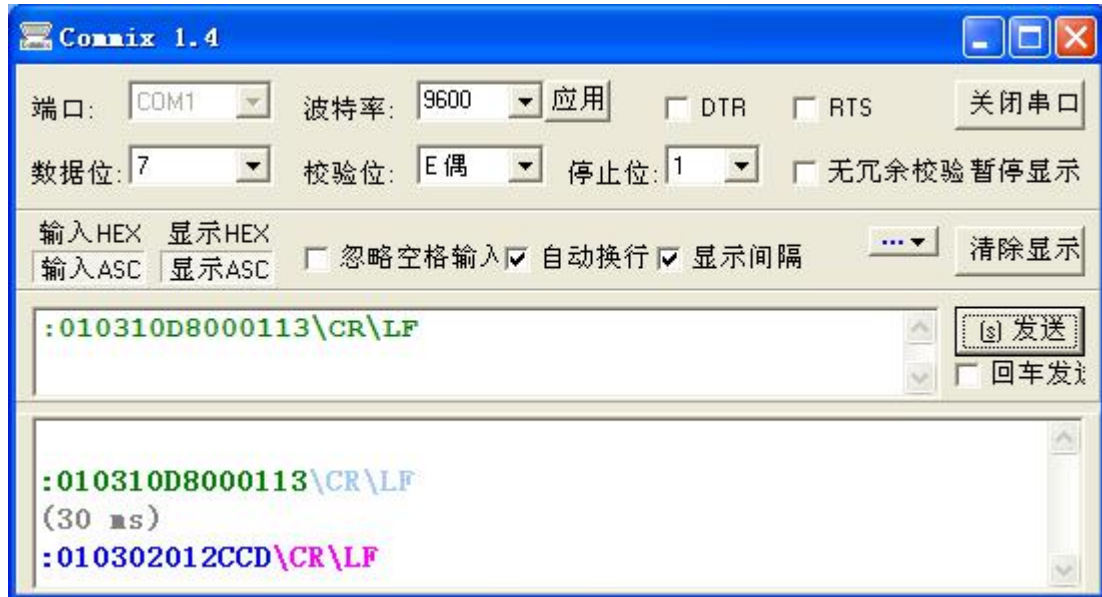 Commix 1.4
端口: COM1 波特率: 9600 应用 DTR RTS 关闭串口
数据位: 7 校验位: E 偶 停止位: 1 无冗余校验 暂停显示
输入HEX 显示HEX
输入ASC 显示ASC 忽略空格输入 自动换行 显示间隔 ... 清除显示
:010310D8000113\CR\LF
(s) 发送
回车发送
:010310D8000113\CR\LF
(30 ms)
:010302012CCD\CR\LF